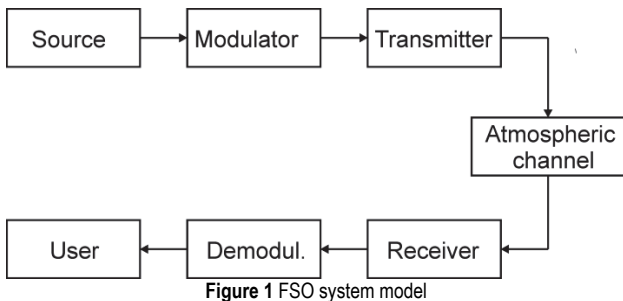 Source
Modulator
Transmitter
Atmospheric
channel
User
Demodul.
Receiver
Figure 1 FSO system model